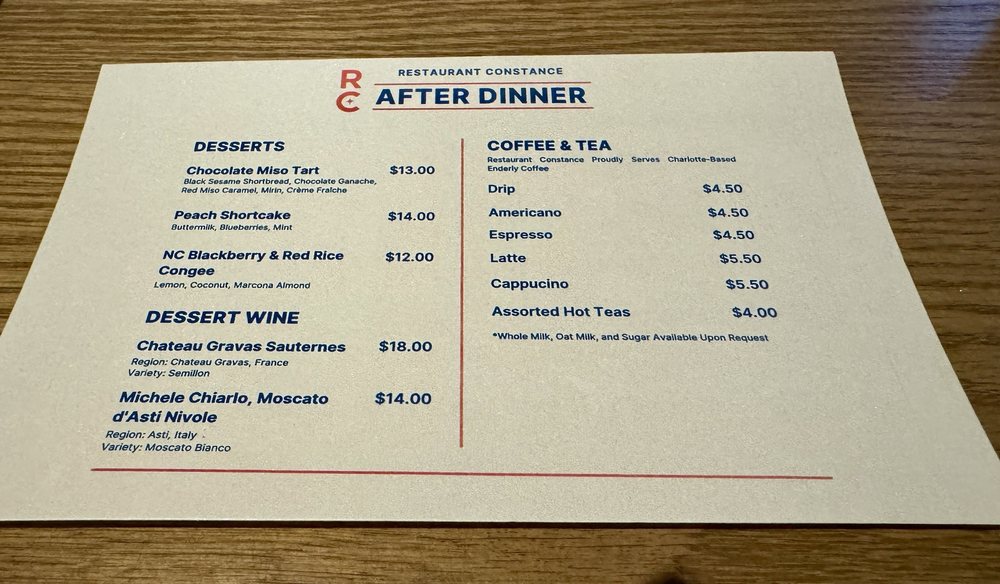 RC
RESTAURANT CONSTANCE
AFTER DINNER
DESSERTS
Chocolate Miso Tart $13.00
Black Sesame Shortbread, Chocolate Ganache,
Red Miso Caramel, Mirin, Crème Fraîche
Peach Shortcake $14.00
Buttermilk, Blueberries, Mint
NC Blackberry & Red Rice $12.00
Congee
Lemon, Coconut, Marcona Almond
DESSERT WINE
Chateau Gravas Sauternes $18.00
Region: Chateau Gravas, France
Variety: Semillon
Michele Chiarlo, Moscato $14.00
d'Asti Nivole
Region: Asti, Italy
Variety: Moscato Bianco
COFFEE & TEA
Restaurant Constance Proudly Serves Charlotte-Based
Enderly Coffee
Drip $4.50
Americano $4.50
Espresso $4.50
Latte $5.50
Cappucino $5.50
Assorted Hot Teas $4.00
*Whole Milk, Oat Milk, and Sugar Available Upon Request